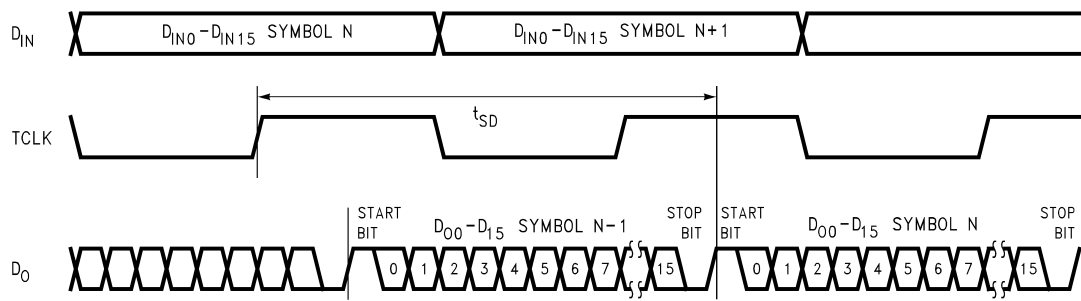 D_IN
D_IN0-D_IN15 SYMBOL N
D_IN0-D_IN15 SYMBOL N+1
t_SD
TCLK
START BIT
D_O0-D_15 SYMBOL N-1
STOP BIT
START BIT
D_O0-D_15 SYMBOL N
STOP BIT
D_O
0 1 2 3 4 5 6 7 15
0 1 2 3 4 5 6 7 15